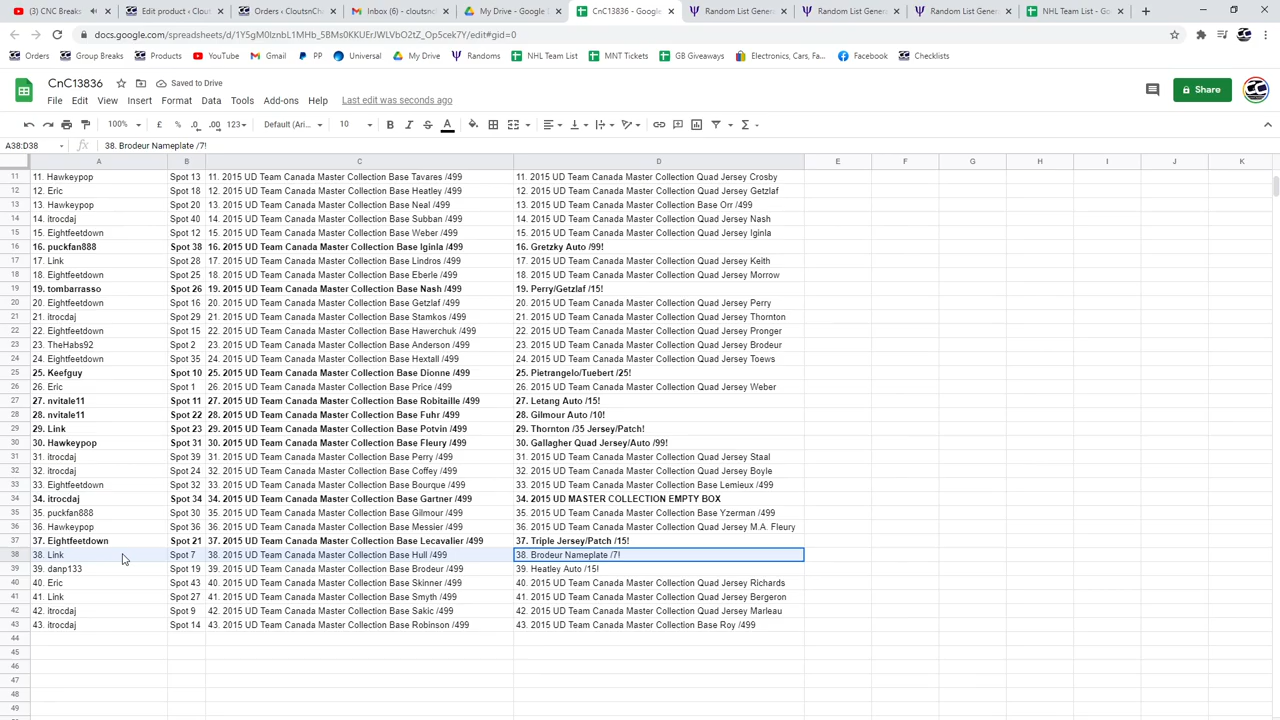 (3) CNC Breaks
Edit product ‹ CloutsnCh
Orders ‹ CloutsnChara
Inbox (6) - cloutsnc
My Drive - Google
CnC13836 - Google
Random List Gener
Random List Gener
Random List Gener
NHL Team List - Go
docs.google.com/spreadsheets/d/
Orders
Group Breaks
Products
YouTube
Gmail
PP
Universal
My Drive
Randoms
NHL Team List
MNT Tickets
GB Giveaways
Electronics, Cars, Fa...
Facebook
Checklists
CnC13836
Saved to Drive
File Edit View Insert Format Data Tools Add-ons Help Last edit was seconds ago
Share
100% £ % .0 .00 123 Default (Ari... 10
A38:D38 38. Brodeur Nameplate /7!
A B C D E F G H I J K
11 11. Hawkeypop Spot 13 11. 2015 UD Team Canada Master Collection Base Tavares /499 11. 2015 UD Team Canada Master Collection Quad Jersey Crosby
12 12. Eric Spot 18 12. 2015 UD Team Canada Master Collection Base Heatley /499 12. 2015 UD Team Canada Master Collection Quad Jersey Getzlaf
13 13. Hawkeypop Spot 20 13. 2015 UD Team Canada Master Collection Base Neal /499 13. 2015 UD Team Canada Master Collection Base Orr /499
14 14. itrocdaj Spot 40 14. 2015 UD Team Canada Master Collection Base Subban /499 14. 2015 UD Team Canada Master Collection Quad Jersey Nash
15 15. Eightfeetdown Spot 12 15. 2015 UD Team Canada Master Collection Base Weber /499 15. 2015 UD Team Canada Master Collection Quad Jersey Iginla
16 16. puckfan888 Spot 38 16. 2015 UD Team Canada Master Collection Base Iginla /499 16. Gretzky Auto /99!
17 17. Link Spot 28 17. 2015 UD Team Canada Master Collection Base Lindros /499 17. 2015 UD Team Canada Master Collection Quad Jersey Keith
18 18. Eightfeetdown Spot 25 18. 2015 UD Team Canada Master Collection Base Eberle /499 18. 2015 UD Team Canada Master Collection Quad Jersey Morrow
19 19. tombarrasso Spot 26 19. 2015 UD Team Canada Master Collection Base Nash /499 19. Perry/Getzlaf /15!
20 20. Eightfeetdown Spot 16 20. 2015 UD Team Canada Master Collection Base Getzlaf /499 20. 2015 UD Team Canada Master Collection Quad Jersey Perry
21 21. itrocdaj Spot 29 21. 2015 UD Team Canada Master Collection Base Stamkos /499 21. 2015 UD Team Canada Master Collection Quad Jersey Thornton
22 22. Eightfeetdown Spot 15 22. 2015 UD Team Canada Master Collection Base Hawerchuk /499 22. 2015 UD Team Canada Master Collection Quad Jersey Pronger
23 23. TheHabs92 Spot 2 23. 2015 UD Team Canada Master Collection Base Anderson /499 23. 2015 UD Team Canada Master Collection Quad Jersey Brodeur
24 24. Eightfeetdown Spot 35 24. 2015 UD Team Canada Master Collection Base Hextall /499 24. 2015 UD Team Canada Master Collection Quad Jersey Toews
25 25. Keefguy Spot 10 25. 2015 UD Team Canada Master Collection Base Dionne /499 25. Pietrangelo/Tuebert /25!
26 26. Eric Spot 1 26. 2015 UD Team Canada Master Collection Base Price /499 26. 2015 UD Team Canada Master Collection Quad Jersey Weber
27 27. nvitale11 Spot 11 27. 2015 UD Team Canada Master Collection Base Robitaille /499 27. Letang Auto /15!
28 28. nvitale11 Spot 22 28. 2015 UD Team Canada Master Collection Base Fuhr /499 28. Gilmour Auto /10!
29 29. Link Spot 23 29. 2015 UD Team Canada Master Collection Base Potvin /499 29. Thornton /35 Jersey/Patch!
30 30. Hawkeypop Spot 31 30. 2015 UD Team Canada Master Collection Base Fleury /499 30. Gallagher Quad Jersey/Auto /99!
31 31. itrocdaj Spot 39 31. 2015 UD Team Canada Master Collection Base Perry /499 31. 2015 UD Team Canada Master Collection Quad Jersey Staal
32 32. itrocdaj Spot 24 32. 2015 UD Team Canada Master Collection Base Coffey /499 32. 2015 UD Team Canada Master Collection Quad Jersey Boyle
33 33. Eightfeetdown Spot 32 33. 2015 UD Team Canada Master Collection Base Bourque /499 33. 2015 UD Team Canada Master Collection Base Lemieux /499
34 34. itrocdaj Spot 34 34. 2015 UD Team Canada Master Collection Base Gartner /499 34. 2015 UD MASTER COLLECTION EMPTY BOX
35 35. puckfan888 Spot 30 35. 2015 UD Team Canada Master Collection Base Gilmour /499 35. 2015 UD Team Canada Master Collection Base Yzerman /499
36 36. Hawkeypop Spot 36 36. 2015 UD Team Canada Master Collection Base Messier /499 36. 2015 UD Team Canada Master Collection Quad Jersey M.A. Fleury
37 37. Eightfeetdown Spot 21 37. 2015 UD Team Canada Master Collection Base Lecavalier /499 37. Triple Jersey/Patch /15!
38 38. Link Spot 7 38. 2015 UD Team Canada Master Collection Base Hull /499 38. Brodeur Nameplate /7!
39 39. danp133 Spot 19 39. 2015 UD Team Canada Master Collection Base Brodeur /499 39. Heatley Auto /15!
40 40. Eric Spot 43 40. 2015 UD Team Canada Master Collection Base Skinner /499 40. 2015 UD Team Canada Master Collection Quad Jersey Richards
41 41. Link Spot 27 41. 2015 UD Team Canada Master Collection Base Smyth /499 41. 2015 UD Team Canada Master Collection Quad Jersey Bergeron
42 42. itrocdaj Spot 9 42. 2015 UD Team Canada Master Collection Base Sakic /499 42. 2015 UD Team Canada Master Collection Quad Jersey Marleau
43 43. itrocdaj Spot 14 43. 2015 UD Team Canada Master Collection Base Robinson /499 43. 2015 UD Team Canada Master Collection Base Roy /499
44
45
46
47
48